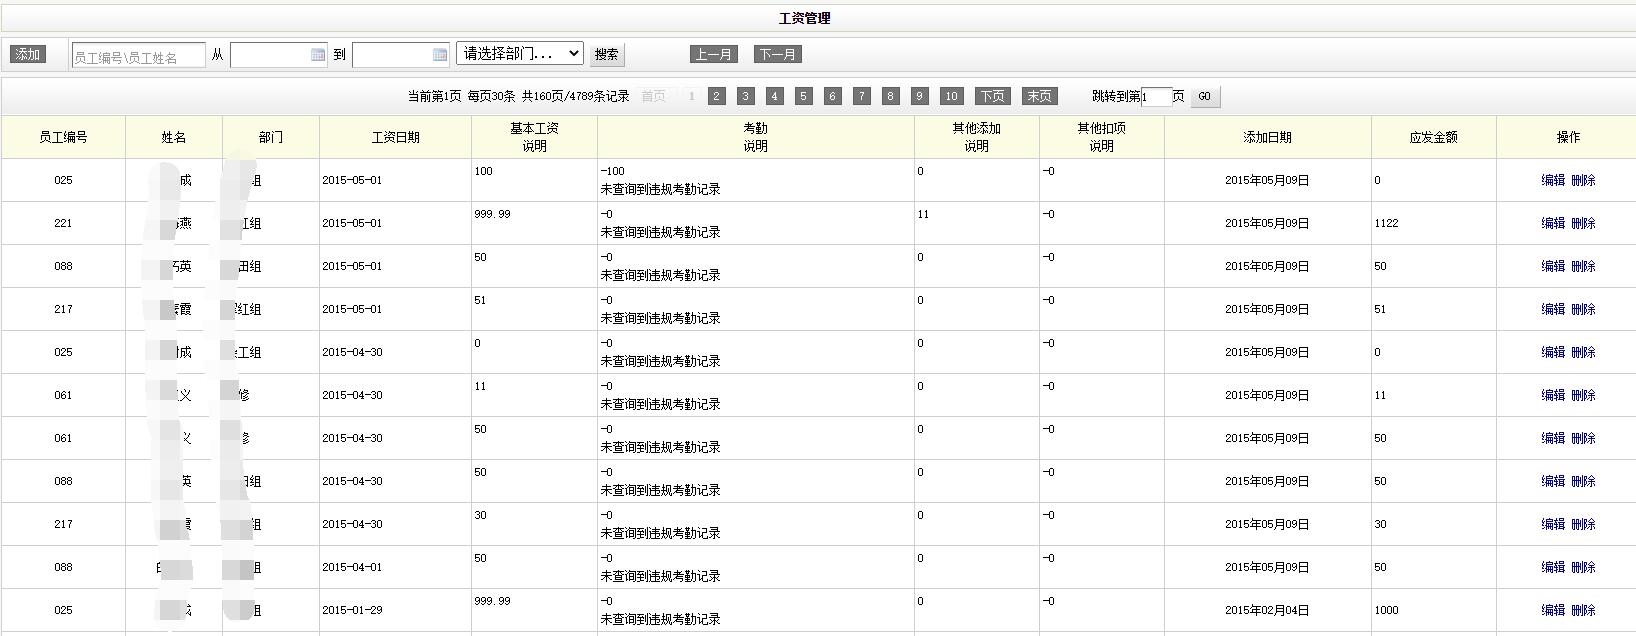 工资管理
添加 员工编号\员工姓名 从 到 请选择部门... 搜索 上一月 下一月
当前第1页 每页30条 共160页/4789条记录 首页 1 2 3 4 5 6 7 8 9 10 下页 末页 跳转到第1页 GO
员工编号 姓名 部门 工资日期 基本工资 考勤 其他添加 其他扣项 添加日期 应发金额 操作
说明 说明 说明 说明
025 成 组 2015-05-01 100 -100 0 -0 2015年05月09日 0 编辑 删除
未查询到违规考勤记录
221 燕 红组 2015-05-01 999.99 -0 11 -0 2015年05月09日 1122 编辑 删除
未查询到违规考勤记录
088 英 田组 2015-05-01 50 -0 0 -0 2015年05月09日 50 编辑 删除
未查询到违规考勤记录
217 霞 红组 2015-05-01 51 -0 0 -0 2015年05月09日 51 编辑 删除
未查询到违规考勤记录
025 成 工组 2015-04-30 0 -0 0 -0 2015年05月09日 0 编辑 删除
未查询到违规考勤记录
061 义 修 2015-04-30 11 -0 0 -0 2015年05月09日 11 编辑 删除
未查询到违规考勤记录
061 义 修 2015-04-30 50 -0 0 -0 2015年05月09日 50 编辑 删除
未查询到违规考勤记录
088 英 组 2015-04-30 50 -0 0 -0 2015年05月09日 50 编辑 删除
未查询到违规考勤记录
217 霞 组 2015-04-30 30 -0 0 -0 2015年05月09日 30 编辑 删除
未查询到违规考勤记录
088 组 2015-04-01 50 -0 0 -0 2015年05月09日 50 编辑 删除
未查询到违规考勤记录
025 成 组 2015-01-29 999.99 -0 0 -0 2015年02月04日 1000 编辑 删除
未查询到违规考勤记录